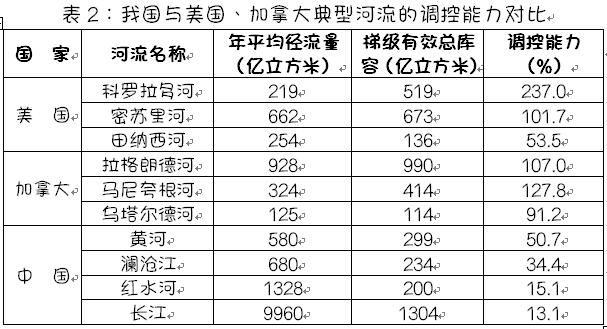 表 2：我国与美国、加拿大典型河流的调控能力对比
国 家 河流名称 年平均径流量（亿立方米） 梯级有效总库容（亿立方米） 调控能力（%）
美 国 科罗拉多河 219 519 237.0
密苏里河 662 673 101.7
田纳西河 254 136 53.5
加拿大 拉格朗德河 928 990 107.0
马尼夸根河 324 414 127.8
乌塔尔德河 125 114 91.2
中 国 黄河 580 299 50.7
澜沧江 680 234 34.4
红水河 1328 200 15.1
长江 9960 1304 13.1